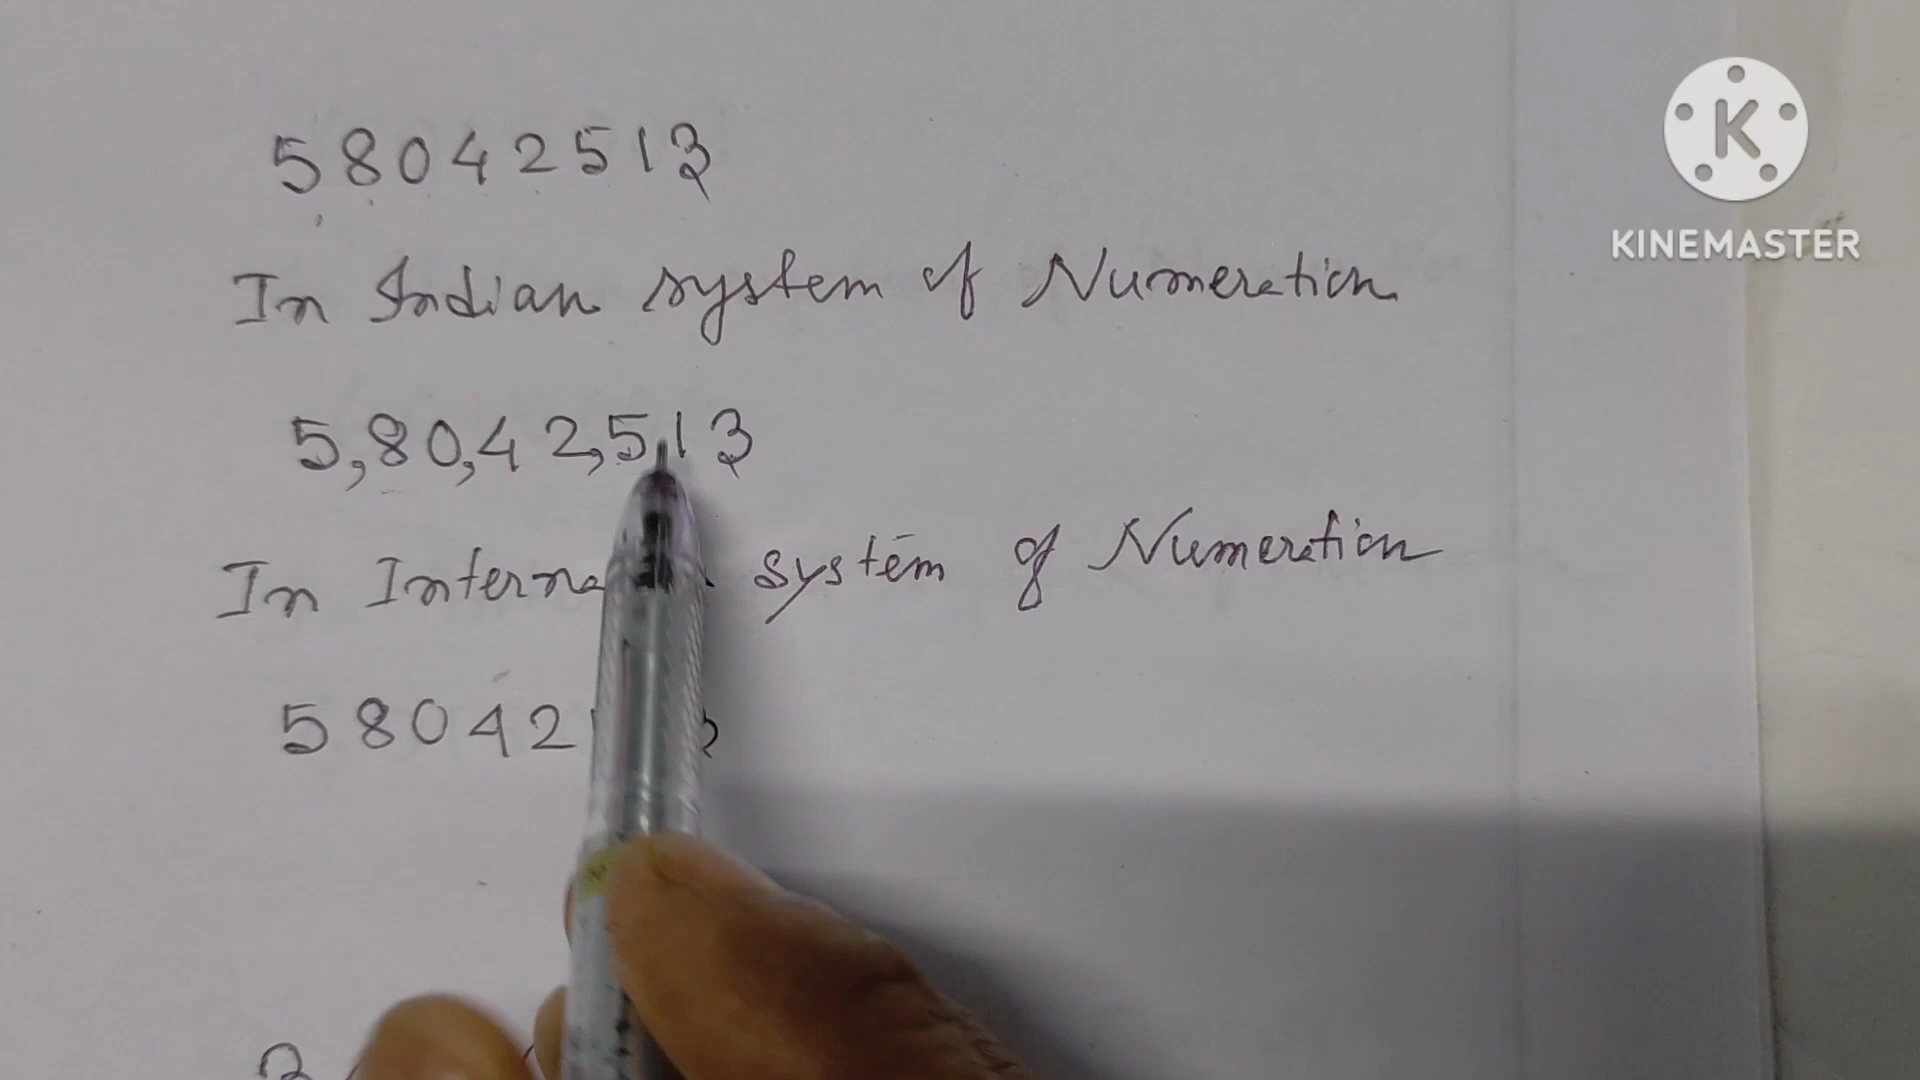 58042513
In Indian system of Numeration
5,80,42,513
In Interna system of Numeration
58042
K
KINEMASTER